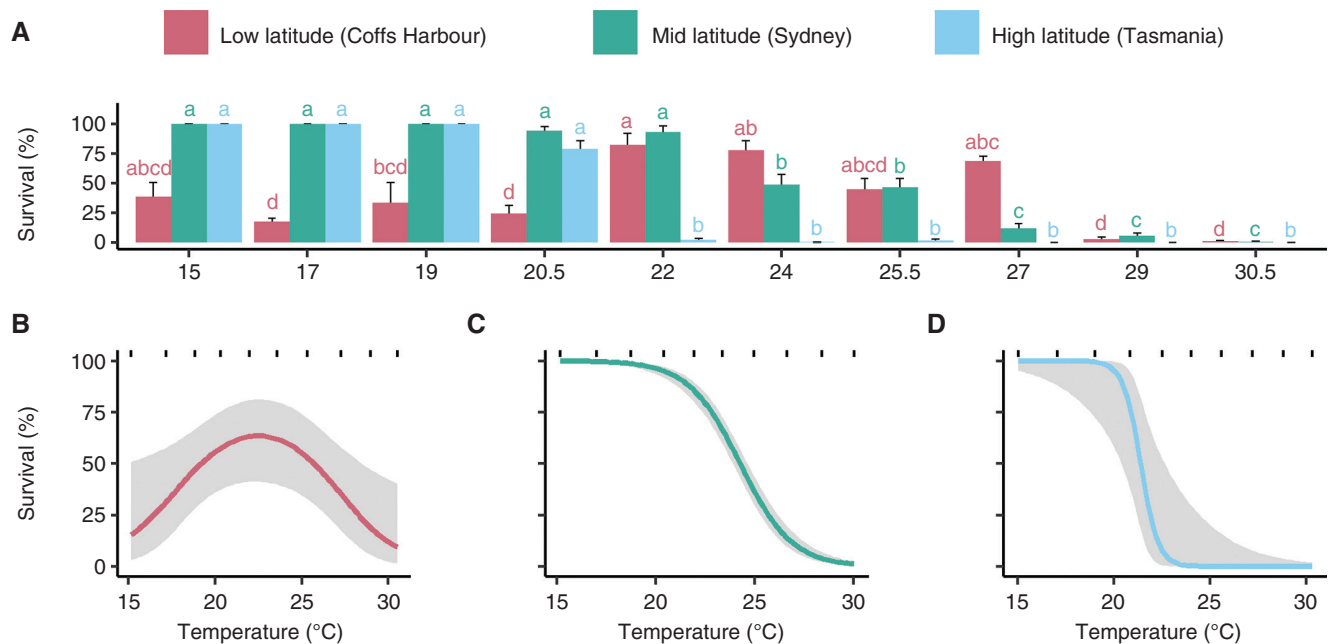 A
Low latitude (Coffs Harbour) Mid latitude (Sydney) High latitude (Tasmania)
Survival (%)
100
75
50
25
0
abcd a a
d a a
bcd a a
d a a
a a b
ab b b
abcd b b
abc c b
d d b
d c b
15 17 19 20.5 22 24 25.5 27 29 30.5
B
Survival (%)
100
75
50
25
0
15 20 25 30
Temperature (°C)
C
15 20 25 30
Temperature (°C)
D
15 20 25 30
Temperature (°C)